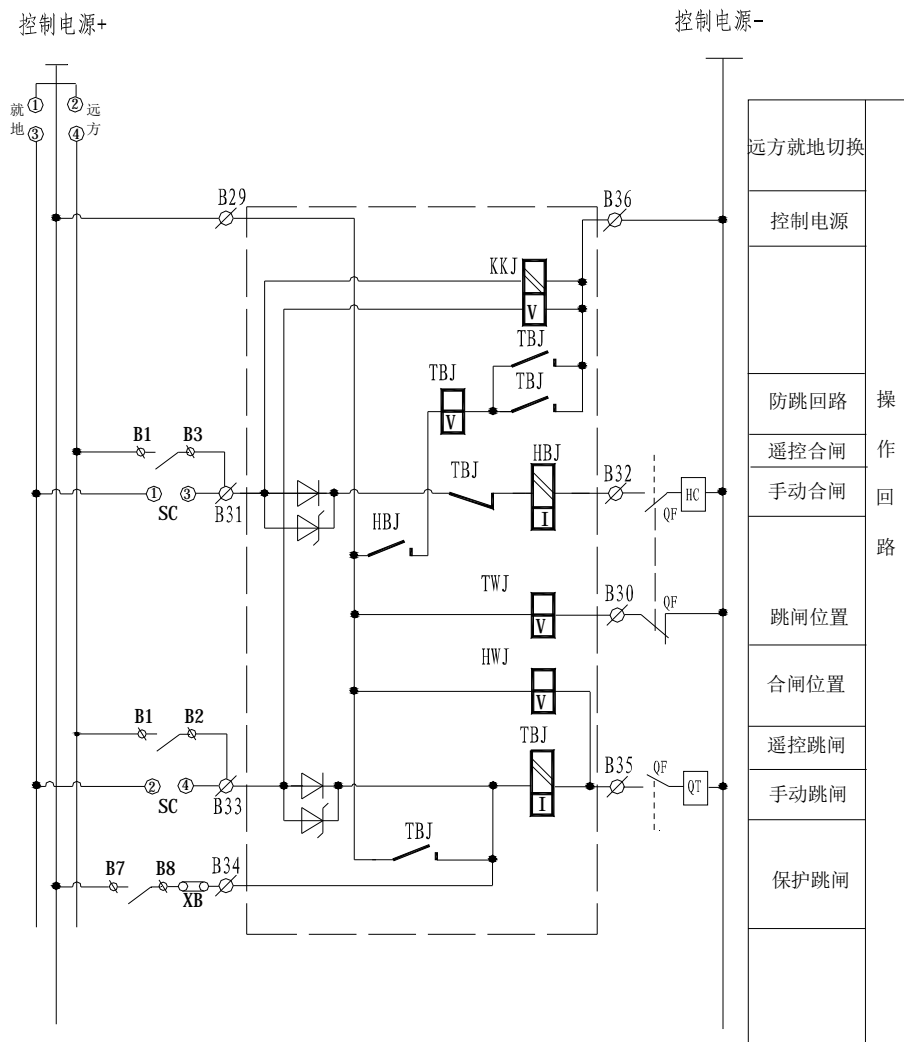 控制电源+
控制电源-
就地
①
②
远方
③
④
远方就地切换
B29
B36
控制电源
KKJ
V
TBJ
TBJ
TBJ
V
防跳回路
操作回路
B1
B3
遥控合闸
TBJ
HBJ
B32
①
③
SC
B31
I
QF
HC
手动合闸
HBJ
TWJ
V
B30
QF
跳闸位置
HWJ
V
合闸位置
B1
B2
遥控跳闸
TBJ
B35
②
④
SC
B33
I
QF
QT
手动跳闸
TBJ
B7
B8
XB
B34
保护跳闸